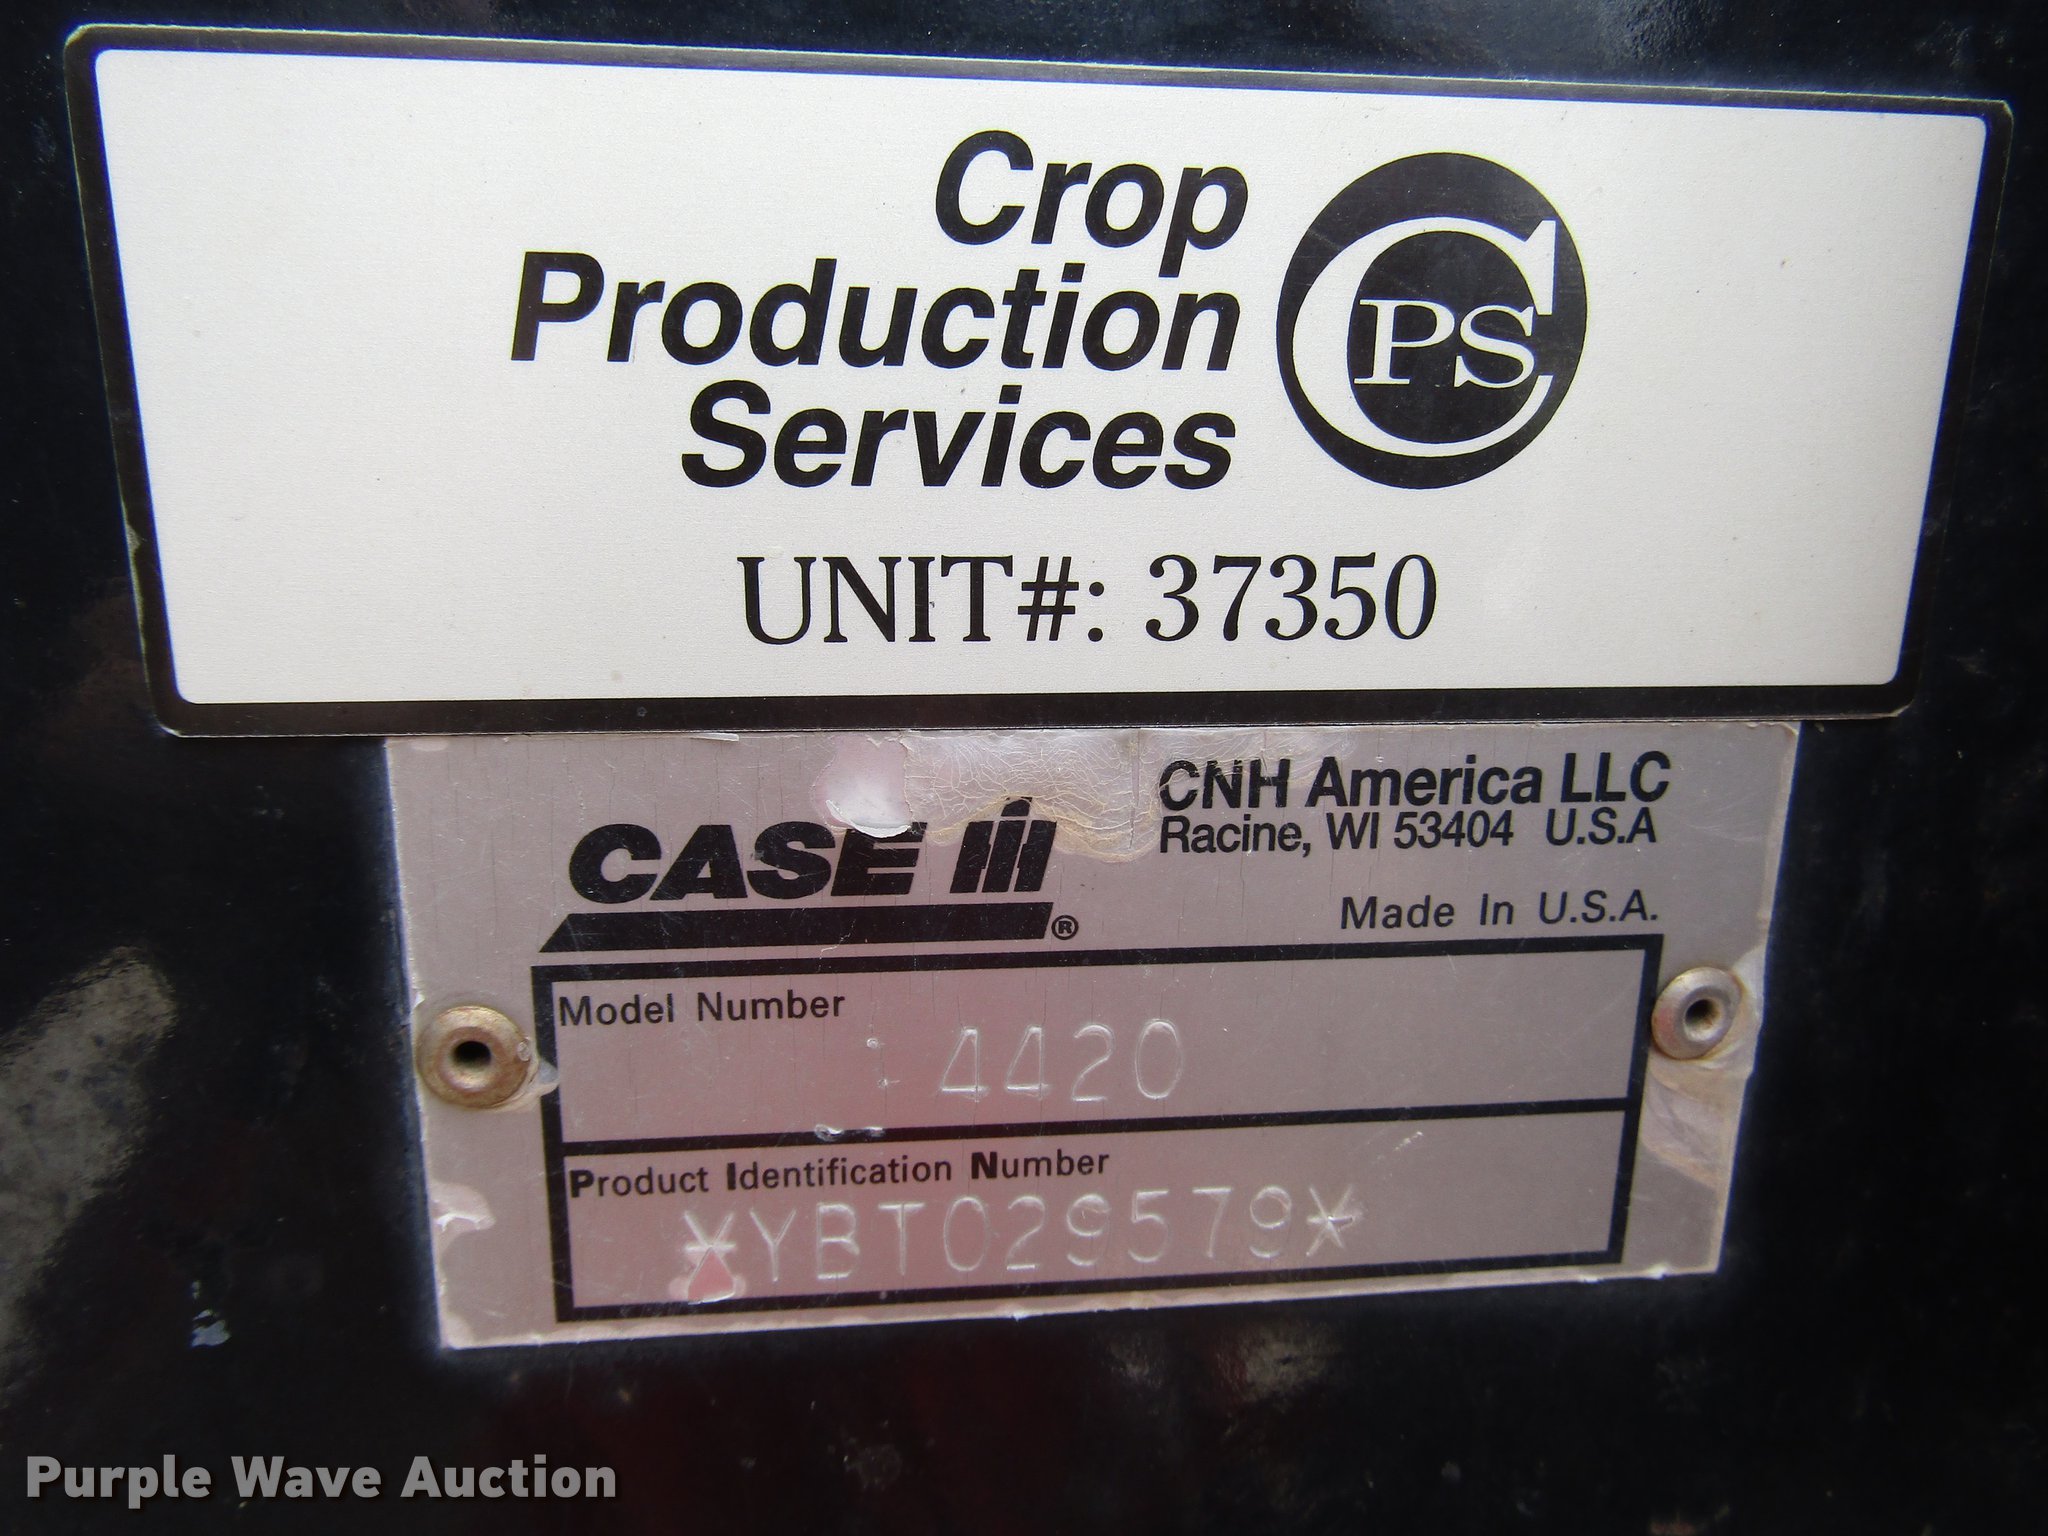 Crop
Production
Services
CPS
UNIT#: 37350
CASE IH®
CNH America LLC
Racine, WI 53404 U.S.A
Made In U.S.A.
Model Number
4420
Product Identification Number
*YBT029579*
Purple Wave Auction